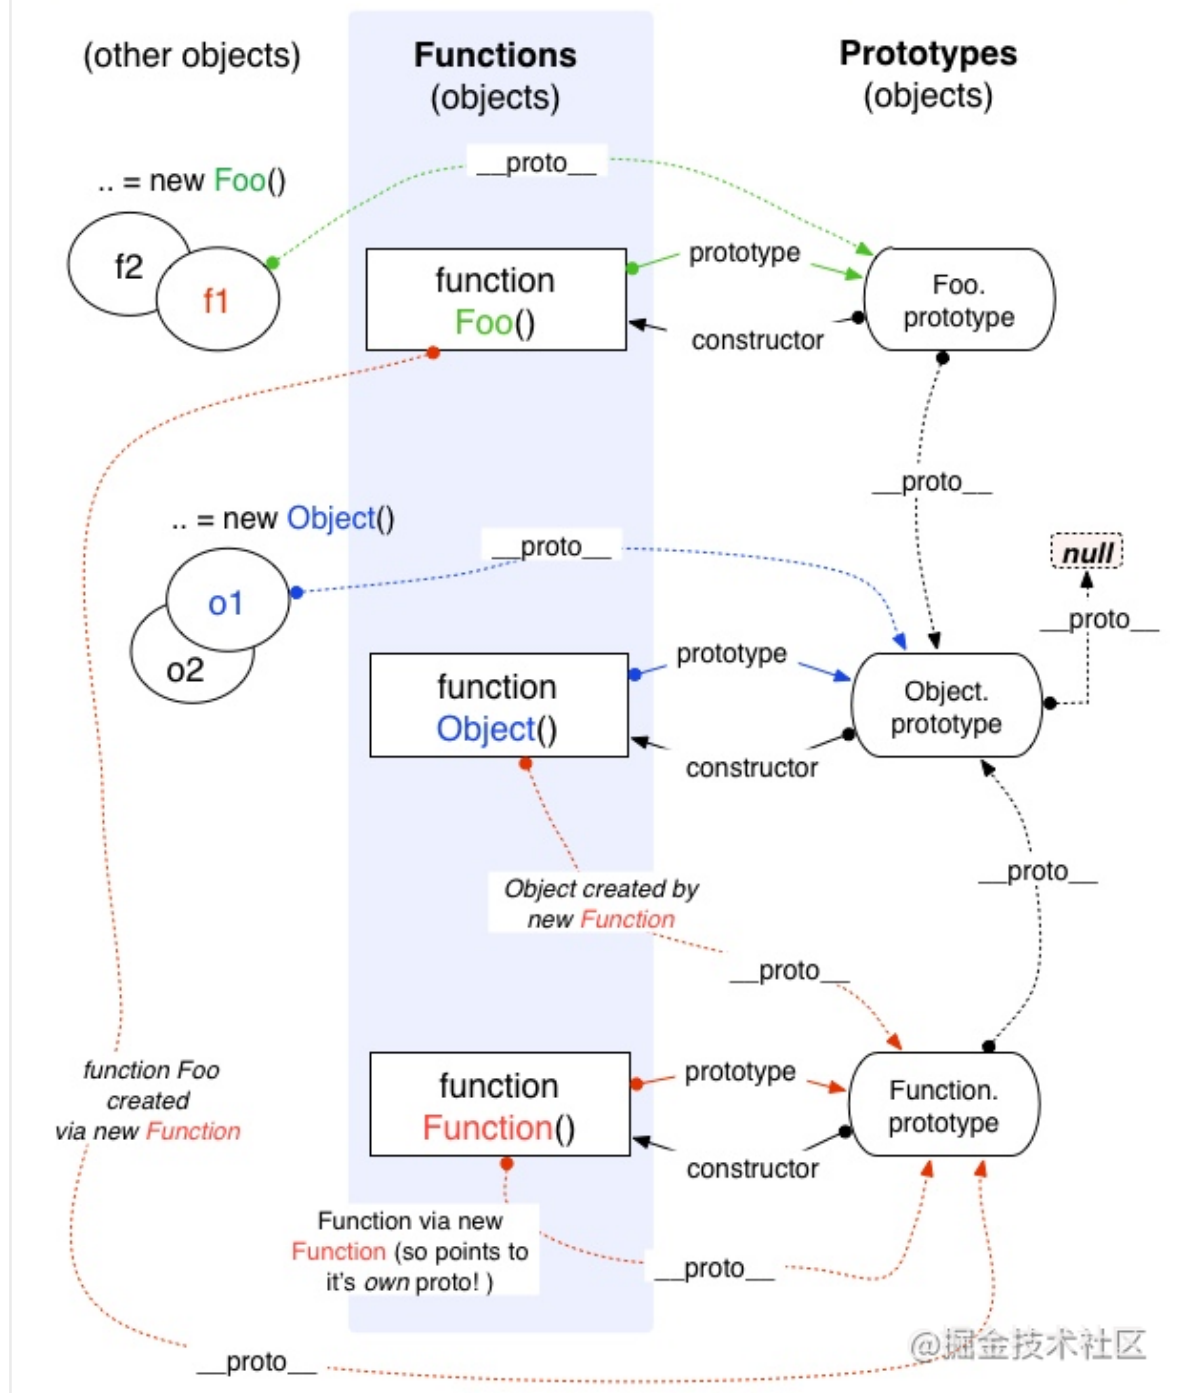 (other objects)
Functions
(objects)
Prototypes
(objects)
__proto__
.. = new Foo()
f2
f1
function
Foo()
prototype
constructor
Foo.
prototype
__proto__
.. = new Object()
__proto__
null
__proto__
o1
o2
function
Object()
prototype
constructor
Object.
prototype
Object created by
new Function
__proto__
__proto__
function Foo
created
via new Function
function
Function()
prototype
constructor
Function.
prototype
Function via new
Function (so points to
it's own proto! )
__proto__
__proto__
@掘金技术社区